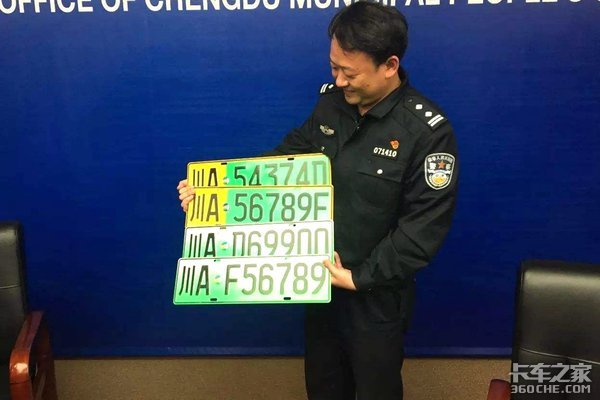 OFFICE OF CHENGDU MUNICIPAL PEOPLE'S
071410
川A 54374D
川A 56789F
川A D69900
川A F56789
卡车之家
360CHE.COM